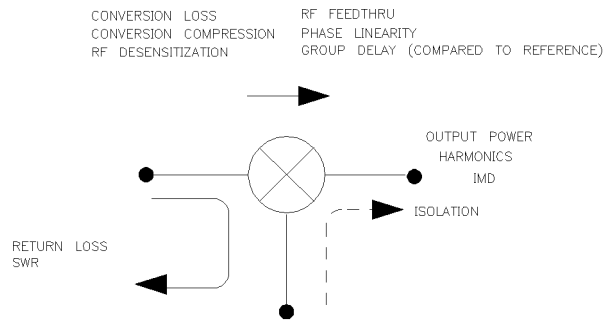 CONVERSION LOSS
CONVERSION COMPRESSION
RF DESENSITIZATION
RF FEEDTHRU
PHASE LINEARITY
GROUP DELAY (COMPARED TO REFERENCE)
OUTPUT POWER
HARMONICS
IMD
ISOLATION
RETURN LOSS
SWR